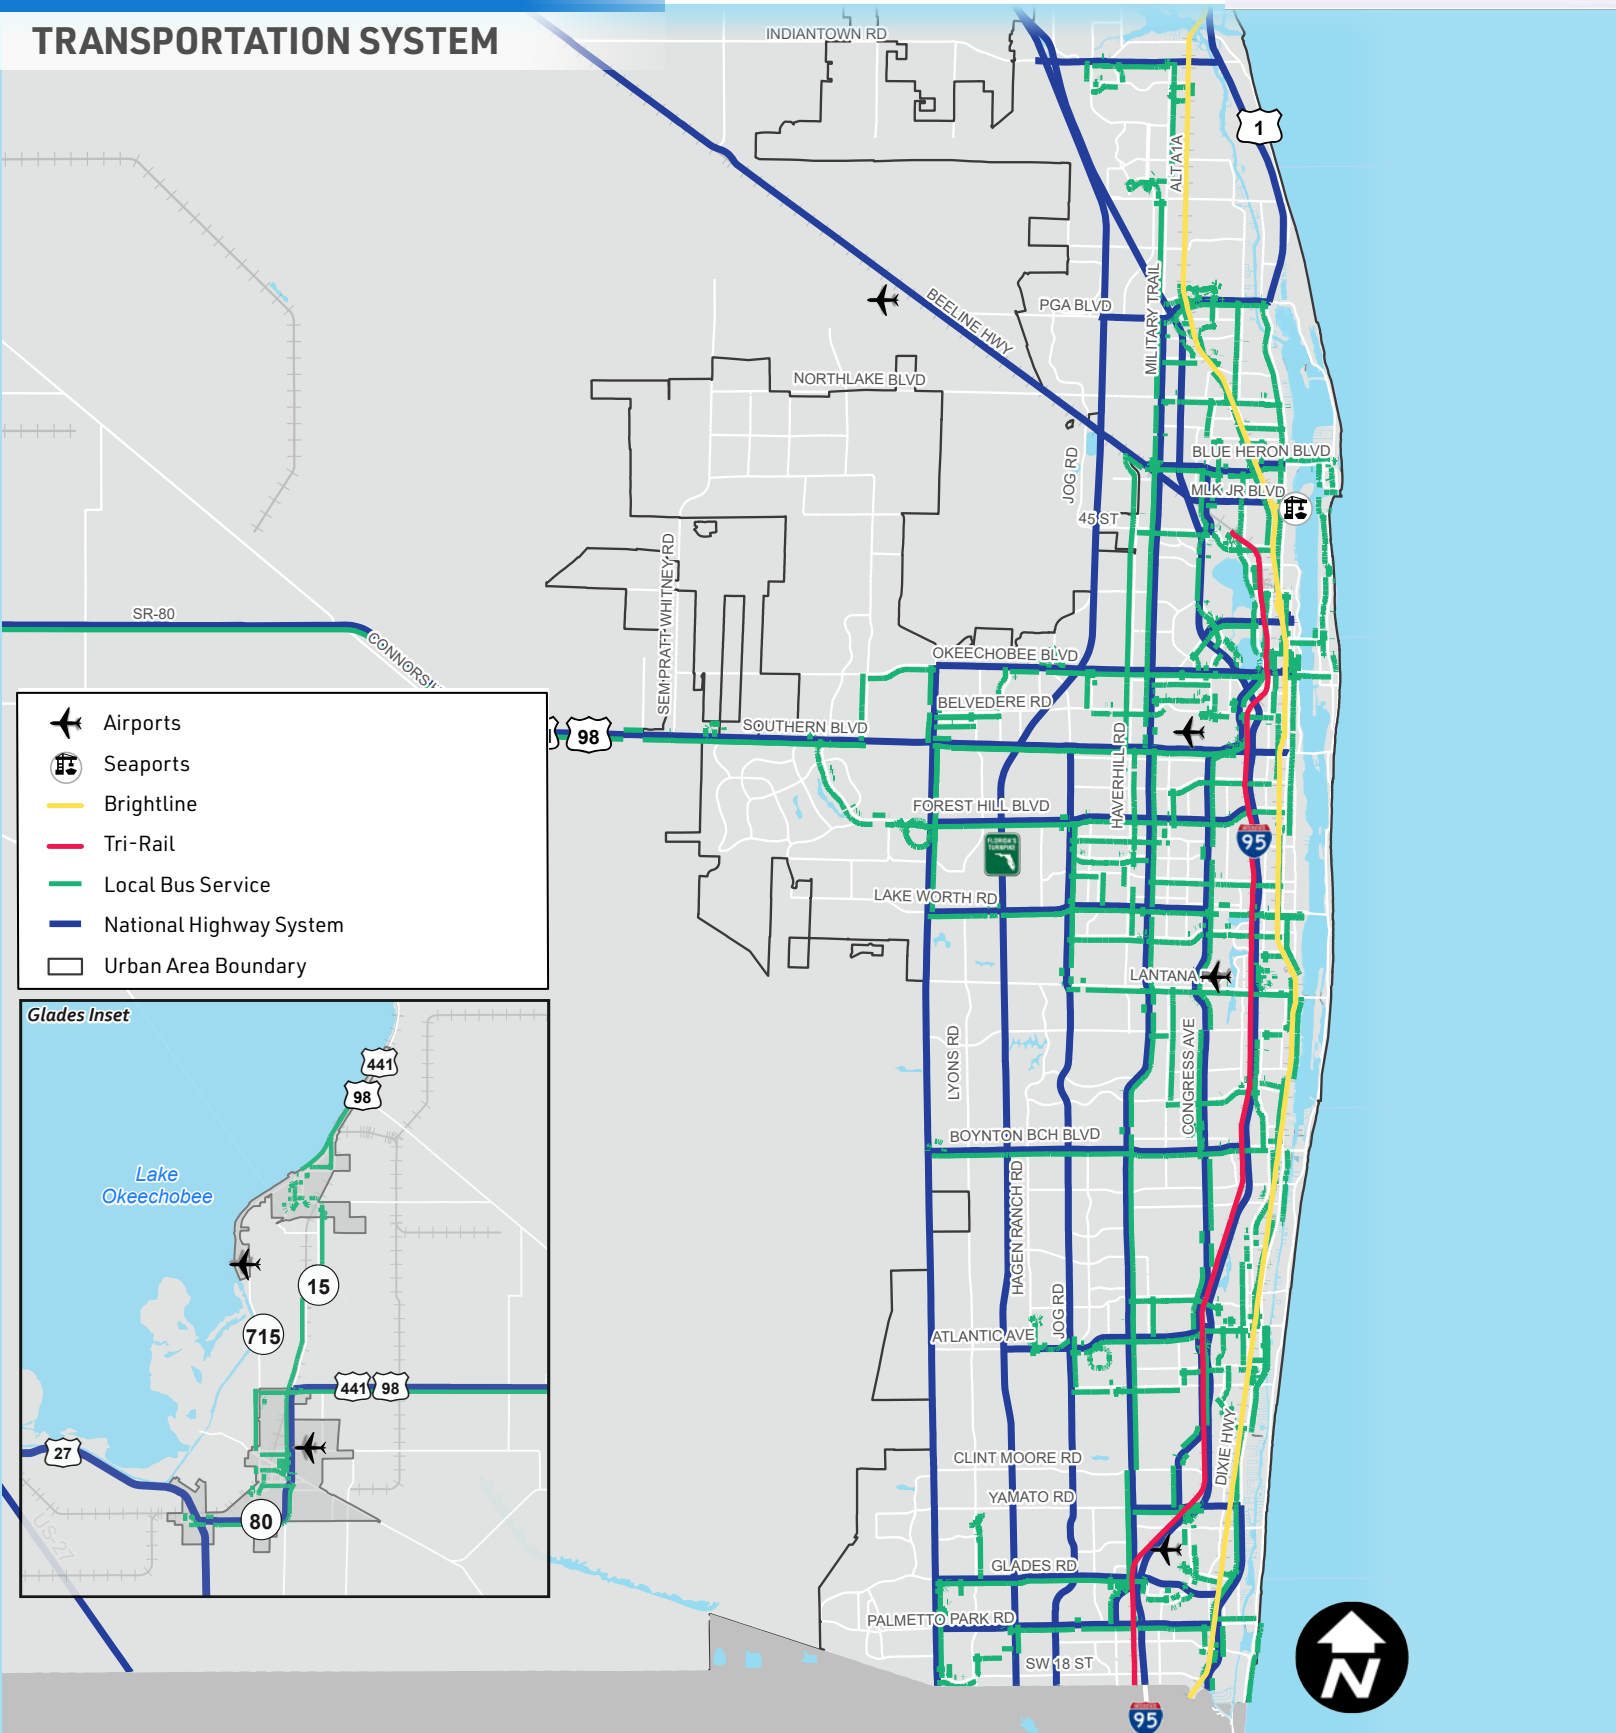 TRANSPORTATION SYSTEM
INDIANTOWN RD
1
ALT A1A
MILITARY TRAIL
PGA BLVD
BEELINE HWY
NORTHLAKE BLVD
BLUE HERON BLVD
JOG RD
MLK JR BLVD
45 ST
SEM PRATT WHITNEY RD
SR-80
OKEECHOBEE BLVD
BELVEDERE RD
SOUTHERN BLVD
98
HAVERHILL RD
FOREST HILL BLVD
FLORIDA'S
TURNPIKE
95
LAKE WORTH RD
LANTANA
LYONS RD
CONGRESS AVE
BOYNTON BCH BLVD
HAGEN RANCH RD
JOG RD
ATLANTIC AVE
DIXIE HWY
CLINT MOORE RD
YAMATO RD
GLADES RD
PALMETTO PARK RD
SW 18 ST
95
N
Airports
Seaports
Brightline
Tri-Rail
Local Bus Service
National Highway System
Urban Area Boundary
Glades Inset
441
98
Lake
Okeechobee
15
715
441 98
27
80
US-27